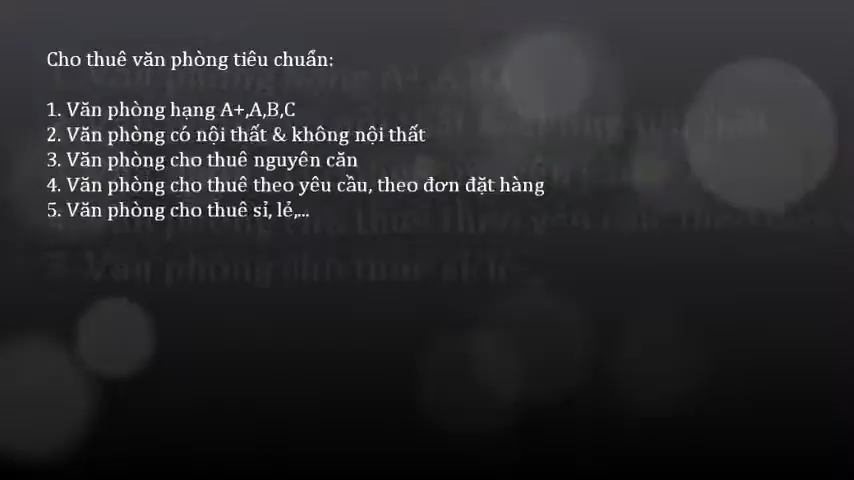 Cho thuê văn phòng tiêu chuẩn:
1. Văn phòng hạng A+,A,B,C
2. Văn phòng có nội thất & không nội thất
3. Văn phòng cho thuê nguyên căn
4. Văn phòng cho thuê theo yêu cầu, theo đơn đặt hàng
5. Văn phòng cho thuê sỉ, lẻ,...